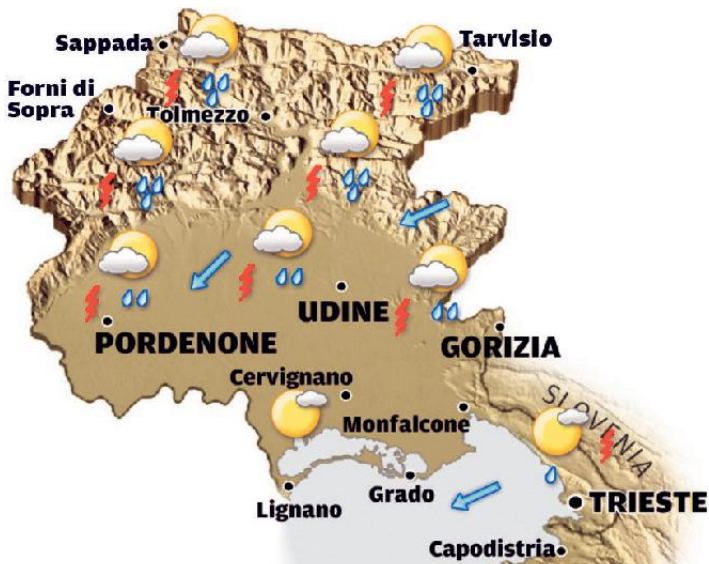 Sappada
Tarvisio
Forni di
Sopra
Tolmezzo
UDINE
PORDENONE
GORIZIA
Cervignano
SLOVENIA
Monfalcone
Grado
Lignano
TRIESTE
Capodistria